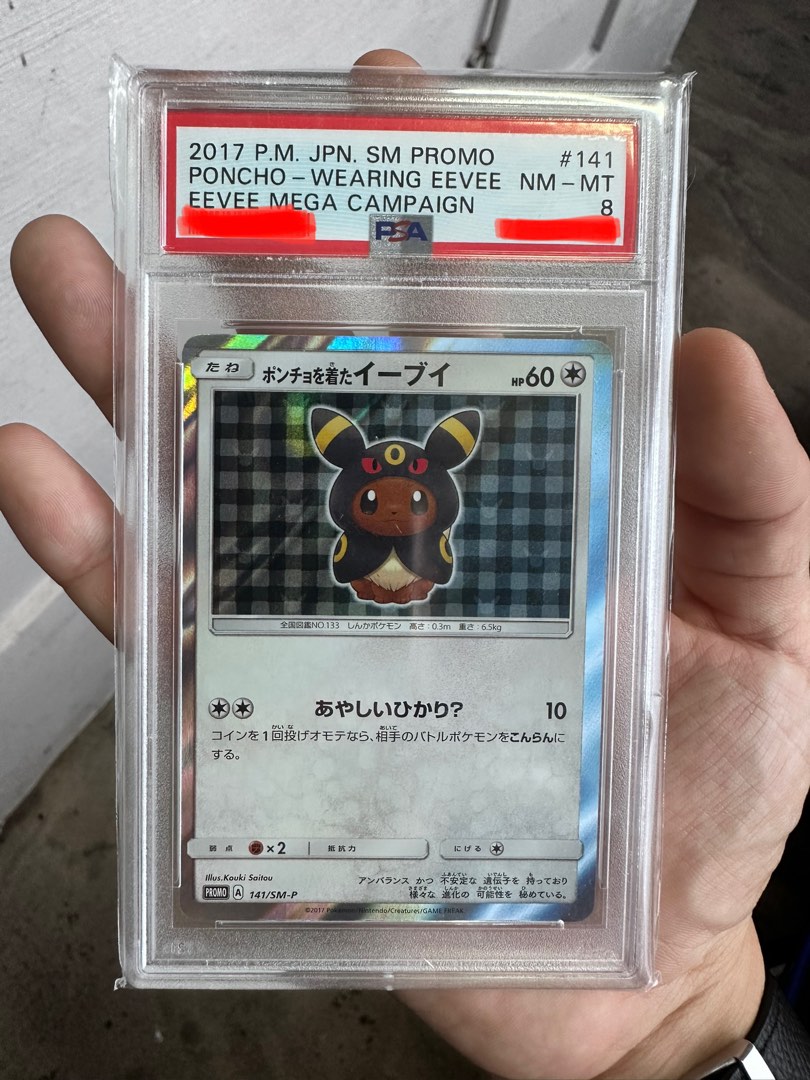 2017 P.M. JPN. SM PROMO #141
PONCHO-WEARING EEVEE NM-MT
EEVEE MEGA CAMPAIGN 8
PSA
たね ポンチョを着たイーブイ HP60
全国図鑑NO.133 しんかポケモン 高さ:0.3m 重さ:6.5kg
あやしいひかり? 10
コインを1回投げオモテなら、相手のバトルポケモンをこんらんに
する。
弱点 ×2 抵抗力 にげる
Illus.Kouki Saitou
アンバランス かつ 不安定な 遺伝子を 持っており
様々な 進化の 可能性を 秘めている。
PROMO A 141/SM-P
©2017 Pokémon/Nintendo/Creatures/GAME FREAK